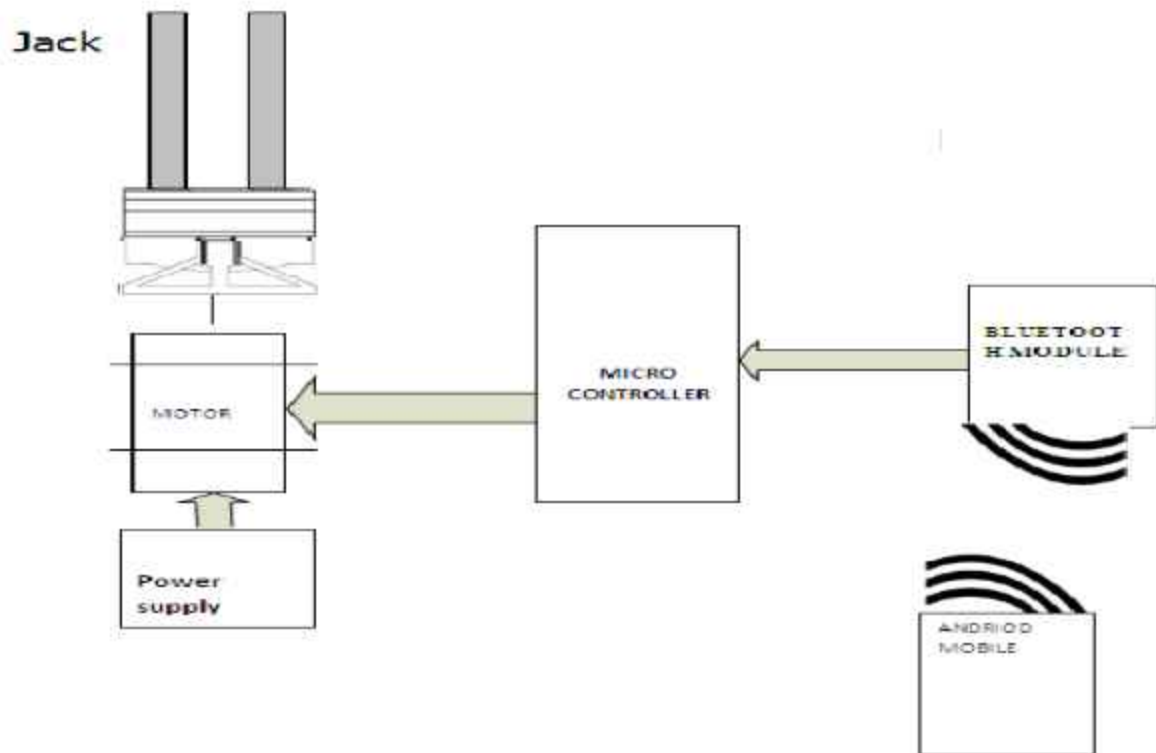 Jack
MICRO
CONTROLLER
BLUETOOT
H MODULE
MOTOR
Power
supply
ANDRIOD
MOBILE